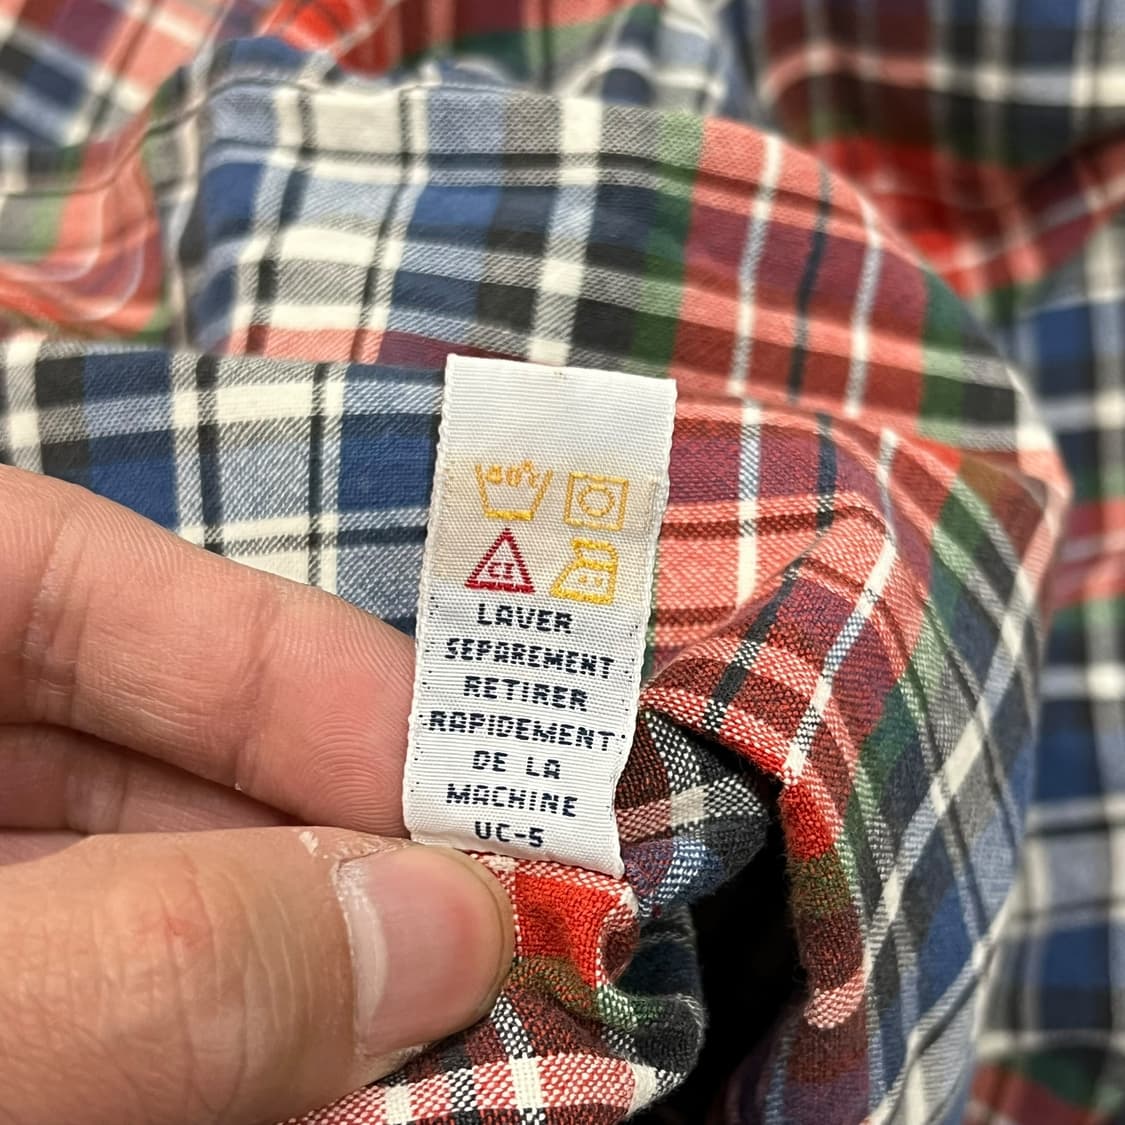 LAVER
SEPAREMENT
RETIRER
RAPIDEMENT
DE LA
MACHINE
UC-5